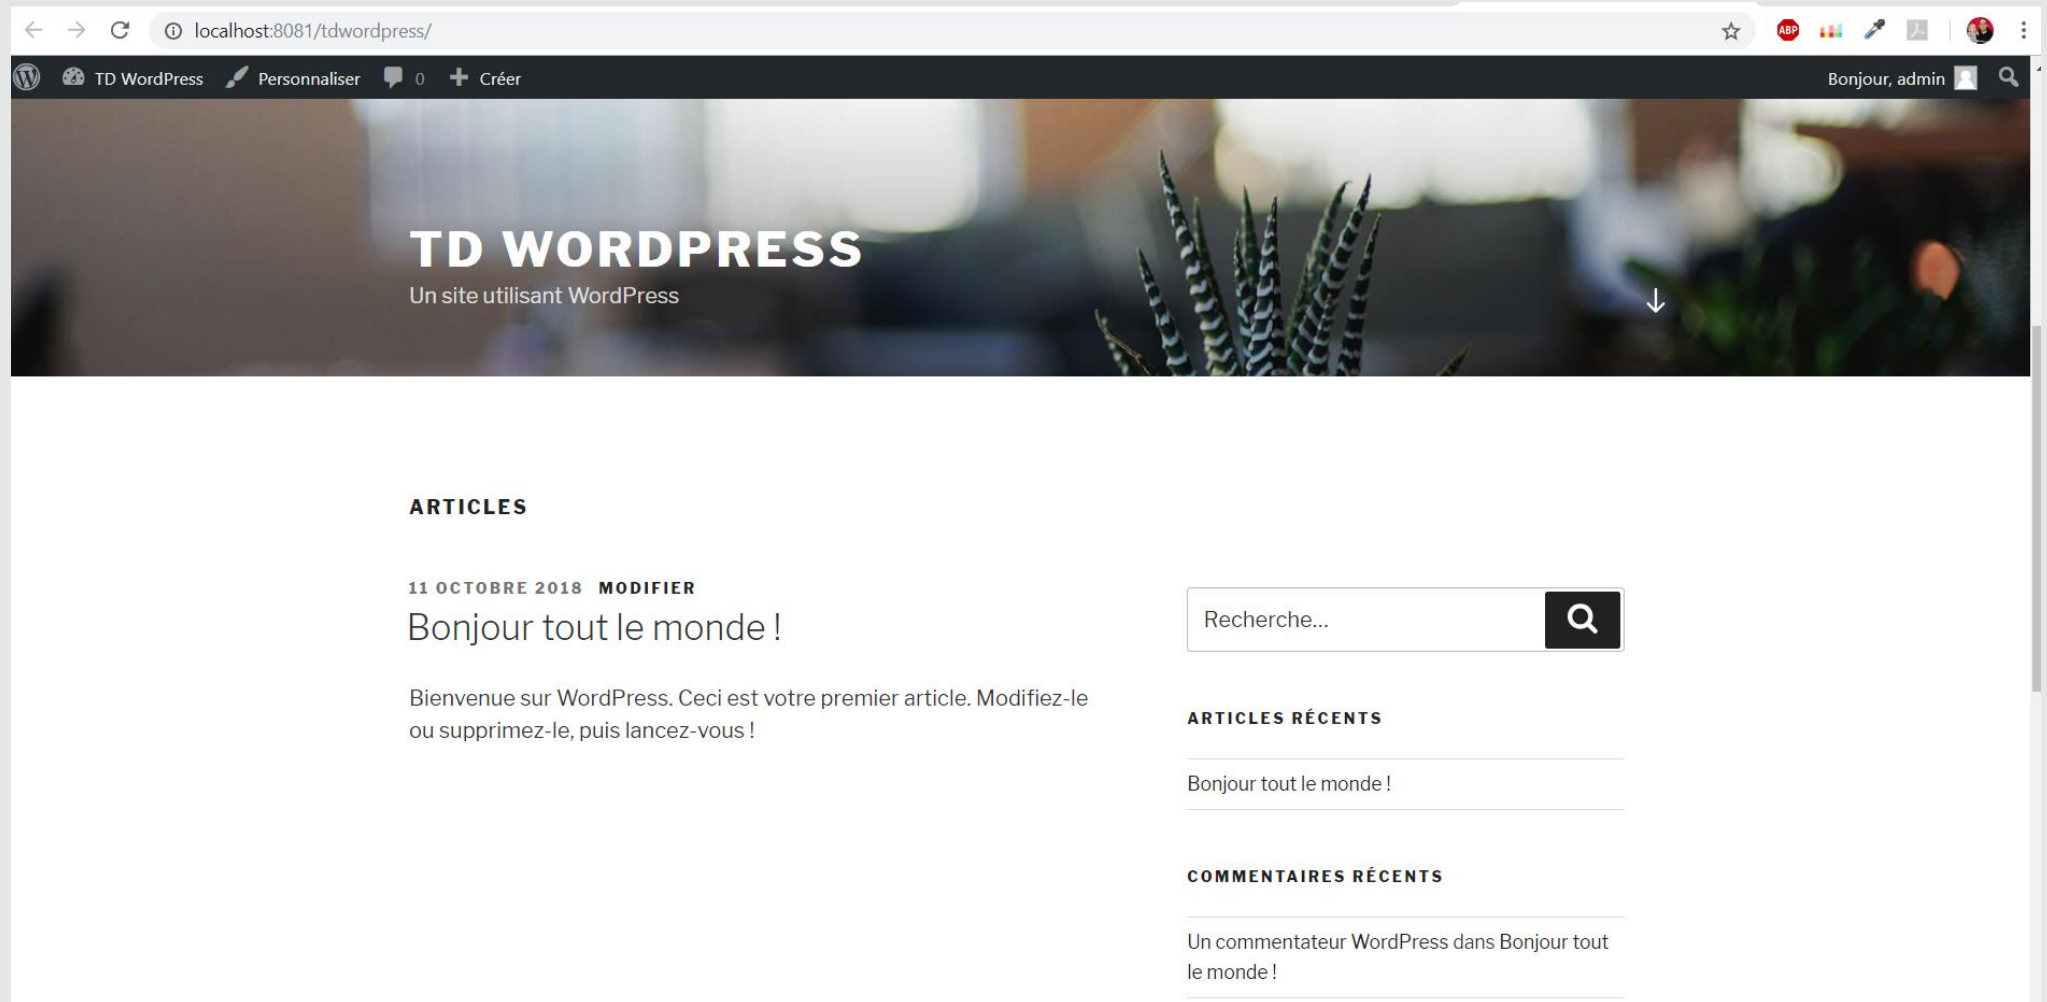 localhost:8081/tdwordpress/
ABP
TD WordPress Personnaliser 0 Créer Bonjour, admin
TD WORDPRESS
Un site utilisant WordPress
ARTICLES
11 OCTOBRE 2018 MODIFIER
Bonjour tout le monde !
Bienvenue sur WordPress. Ceci est votre premier article. Modifiez-le
ou supprimez-le, puis lancez-vous !
Recherche…
ARTICLES RÉCENTS
Bonjour tout le monde !
COMMENTAIRES RÉCENTS
Un commentateur WordPress dans Bonjour tout
le monde !